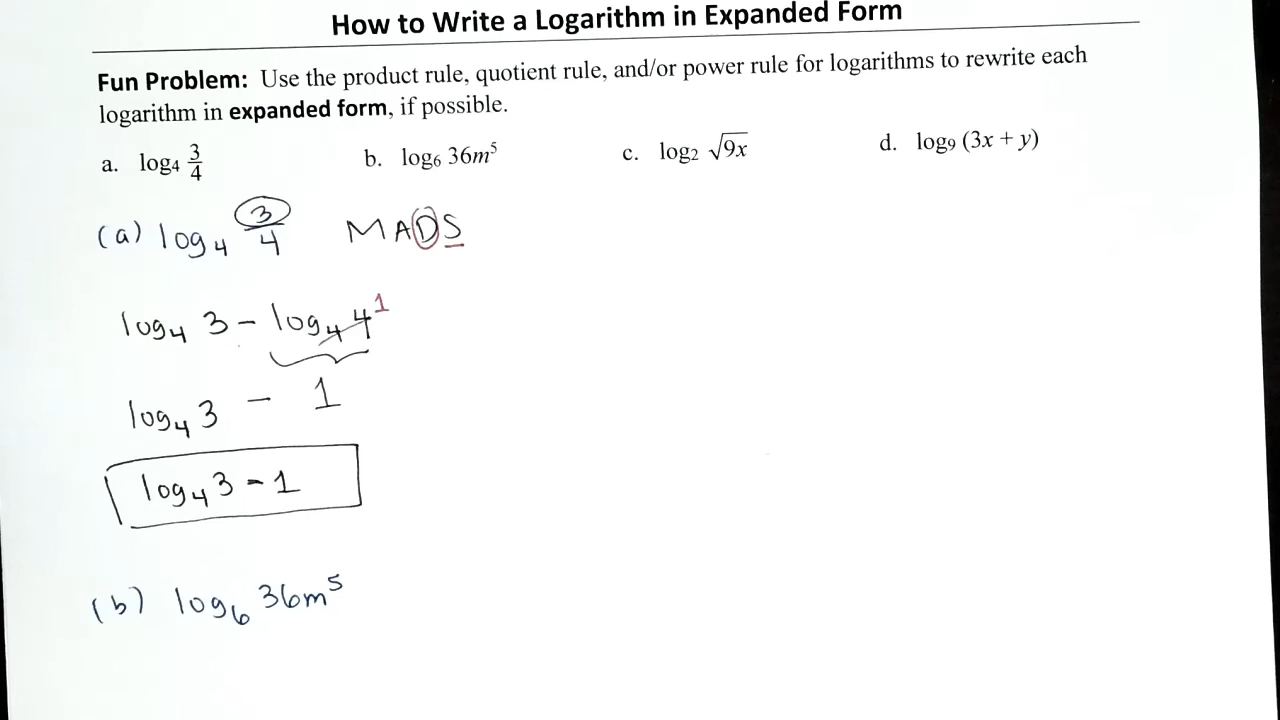 How to Write a Logarithm in Expanded Form
Fun Problem: Use the product rule, quotient rule, and/or power rule for logarithms to rewrite each
logarithm in expanded form, if possible.
a. log₄ 3/4 b. log₆ 36m⁵ c. log₂ √9x d. log₉ (3x + y)
(a) log₄ 3/4 MADS
log₄ 3 − log₄ 4¹
log₄ 3 − 1
log₄ 3 − 1
(b) log₆ 36m⁵